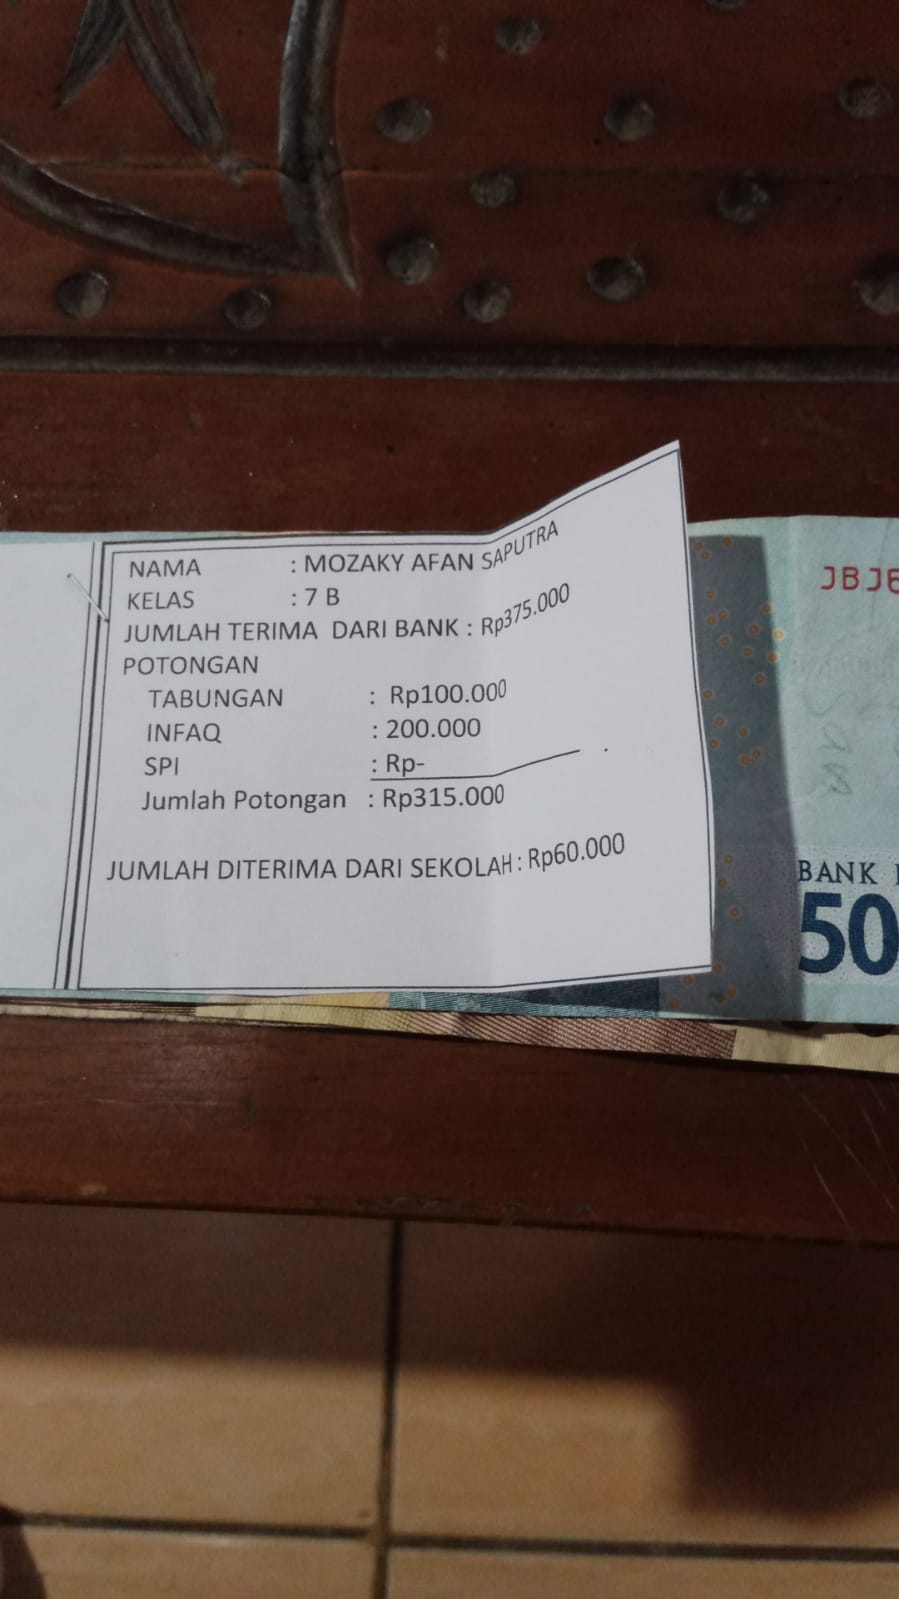 NAMA : MOZAKY AFAN SAPUTRA
KELAS : 7 B
JUMLAH TERIMA DARI BANK : Rp375.000
POTONGAN
TABUNGAN : Rp100.000
INFAQ : 200.000
SPI : Rp-
Jumlah Potongan : Rp315.000
JUMLAH DITERIMA DARI SEKOLAH : Rp60.000
JBJ6
BANK
50